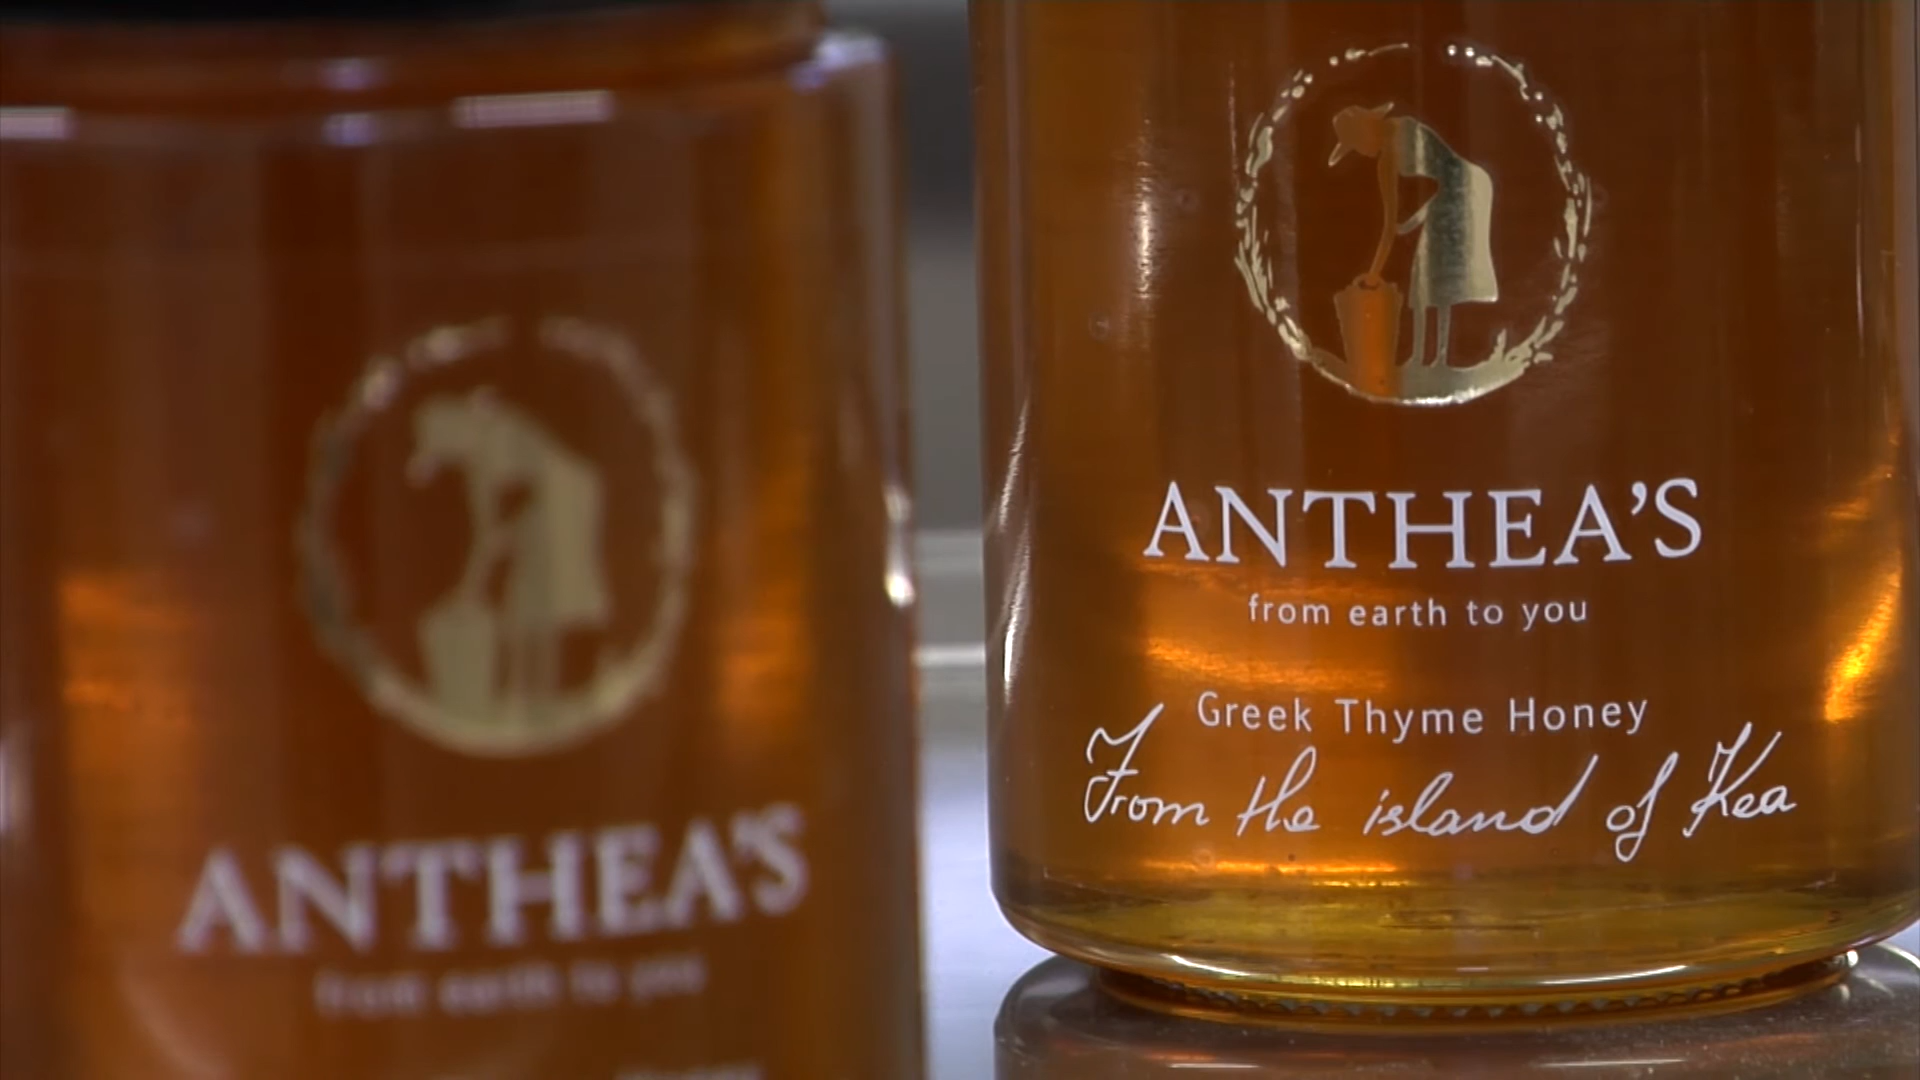 ANTHEA'S
from earth to you
Greek Thyme Honey
From the island of Kea
ANTHEA'S
from earth to you